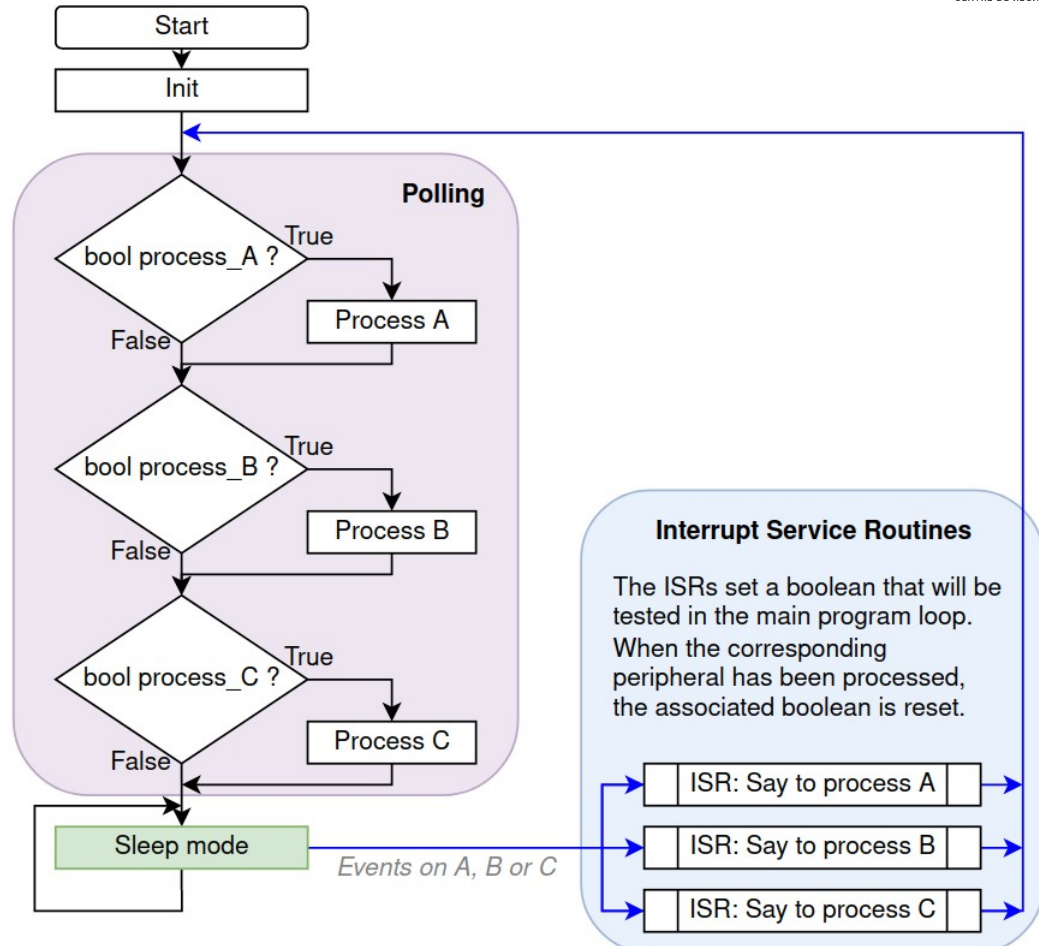 Start
Init
Polling
bool process_A ?
True
Process A
False
bool process_B ?
True
Process B
False
bool process_C ?
True
Process C
False
Sleep mode
Events on A, B or C
Interrupt Service Routines
The ISRs set a boolean that will be
tested in the main program loop.
When the corresponding
peripheral has been processed,
the associated boolean is reset.
ISR: Say to process A
ISR: Say to process B
ISR: Say to process C